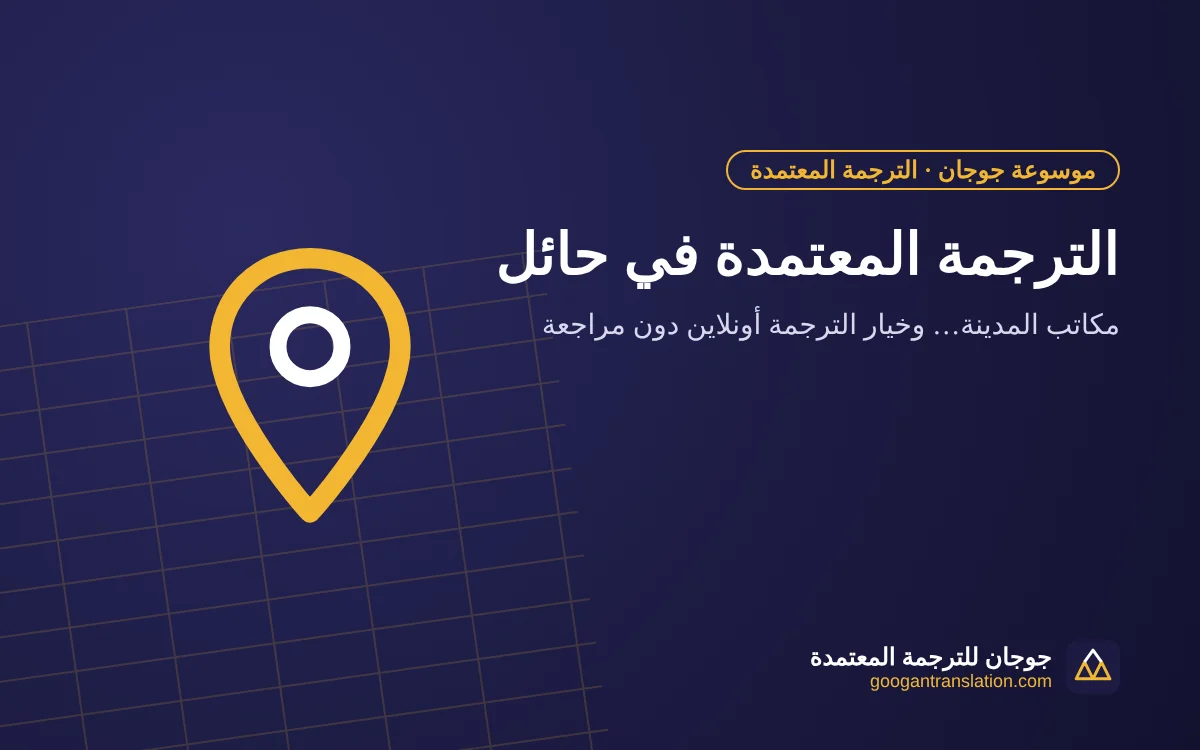 موسوعة جوجان · الترجمة المعتمدة
الترجمة المعتمدة في حائل
مكاتب المدينة… وخيار الترجمة أونلاين دون مراجعة
جوجان للترجمة المعتمدة
googantranslation.com